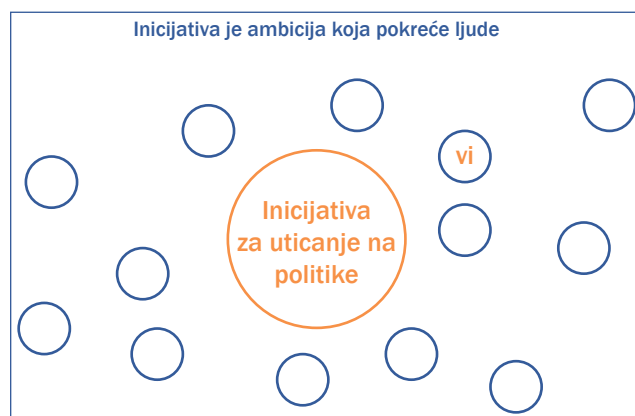 Inicijativa je ambicija koja pokreće ljude
vi
Inicijativa
za uticanje na
politike